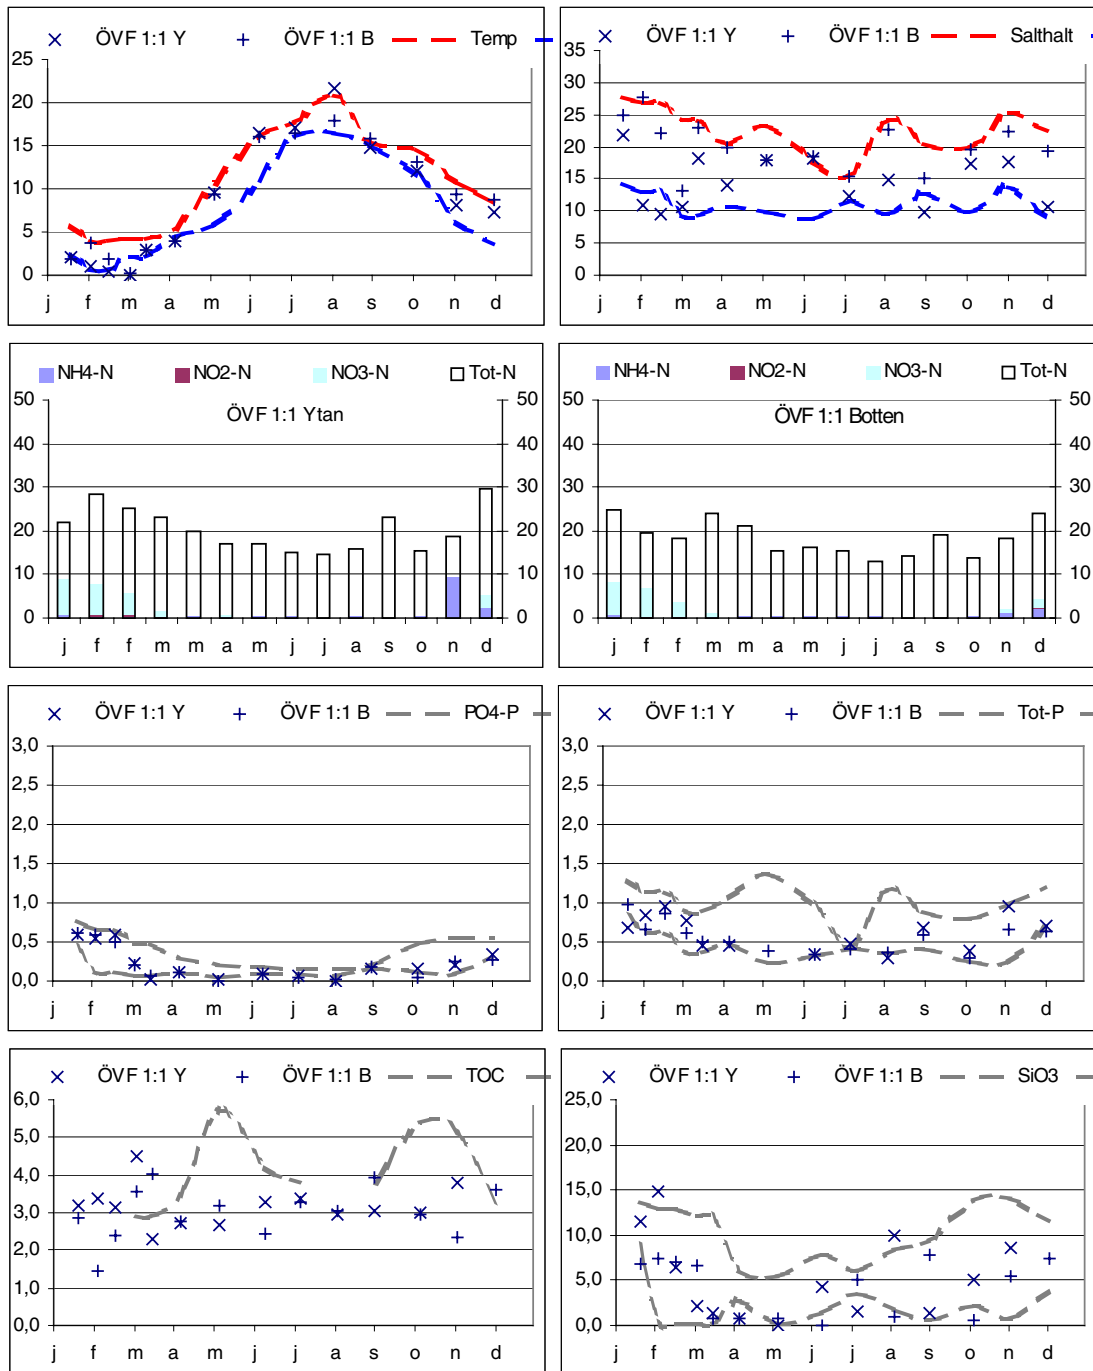 ÖVF 1:1 Y ÖVF 1:1 B Temp
25
20
15
10
5
0
j f m a m j j a s o n d
ÖVF 1:1 Y ÖVF 1:1 B Salthalt
35
30
25
20
15
10
5
0
j f m a m j j a s o n d
NH4-N NO2-N NO3-N Tot-N
ÖVF 1:1 Ytan
50 50
40 40
30 30
20 20
10 10
0 0
j f f m m a m j j a s o n d
NH4-N NO2-N NO3-N Tot-N
ÖVF 1:1 Botten
50 50
40 40
30 30
20 20
10 10
0 0
j f f m m a m j j a s o n d
ÖVF 1:1 Y ÖVF 1:1 B PO4-P
3,0
2,5
2,0
1,5
1,0
0,5
0,0
j f m a m j j a s o n d
ÖVF 1:1 Y ÖVF 1:1 B Tot-P
3,0
2,5
2,0
1,5
1,0
0,5
0,0
j f m a m j j a s o n d
ÖVF 1:1 Y ÖVF 1:1 B TOC
6,0
5,0
4,0
3,0
2,0
1,0
0,0
j f m a m j j a s o n d
ÖVF 1:1 Y ÖVF 1:1 B SiO3
25,0
20,0
15,0
10,0
5,0
0,0
j f m a m j j a s o n d